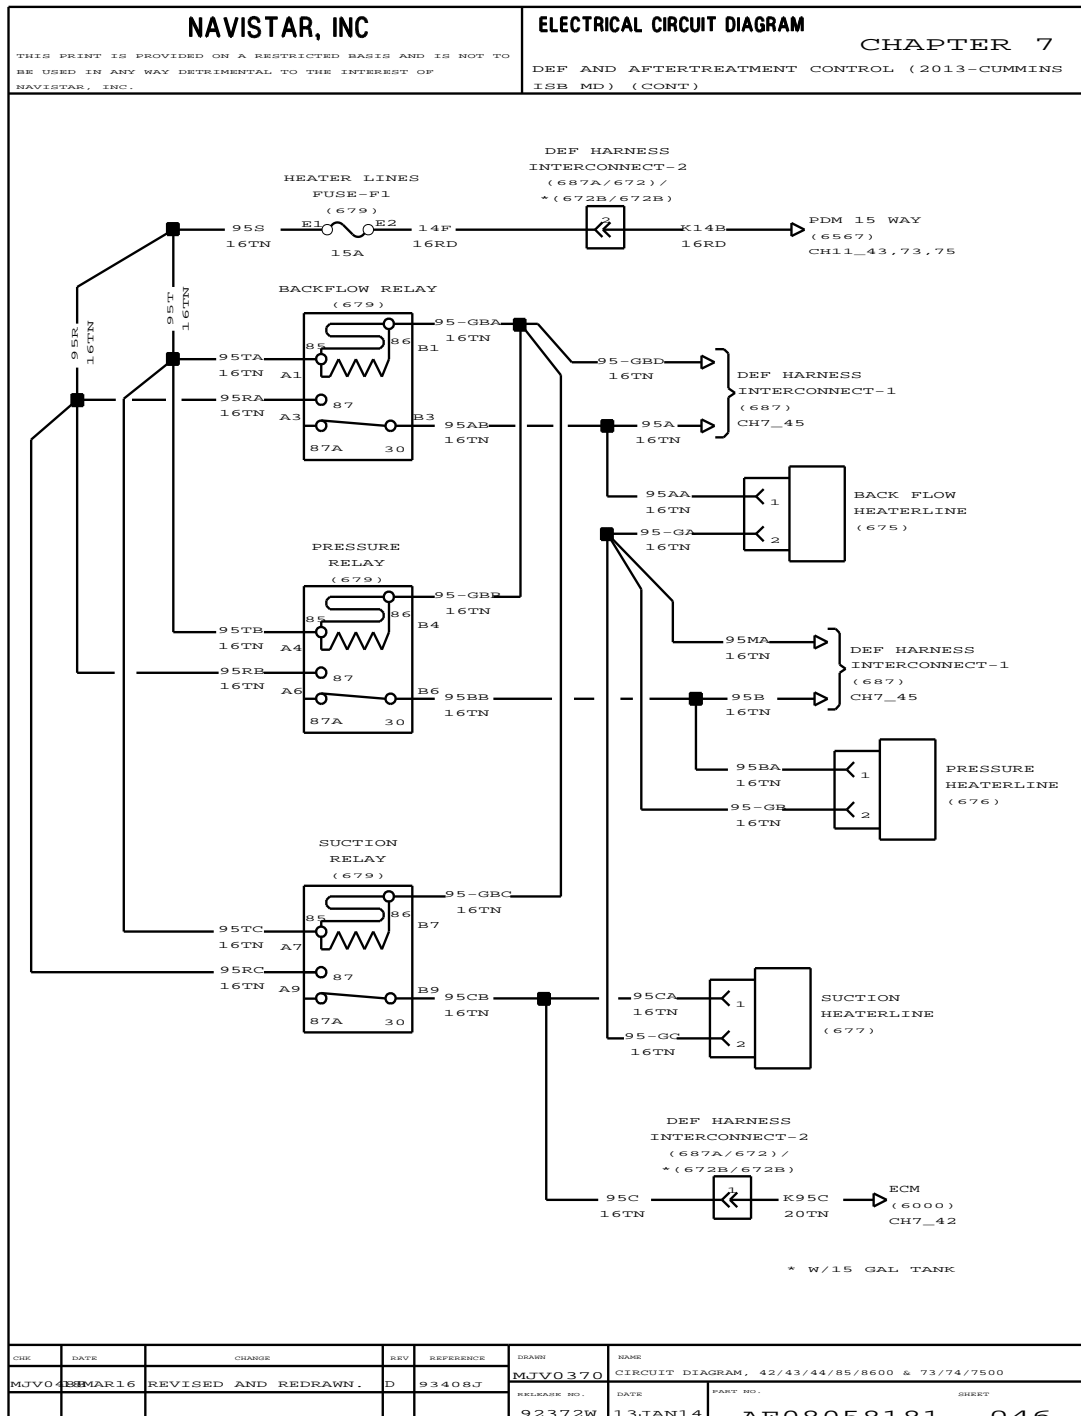 NAVISTAR, INC
THIS PRINT IS PROVIDED ON A RESTRICTED BASIS AND IS NOT TO
BE USED IN ANY WAY DETRIMENTAL TO THE INTEREST OF
NAVISTAR, INC.
ELECTRICAL CIRCUIT DIAGRAM
CHAPTER 7
DEF AND AFTERTREATMENT CONTROL (2013-CUMMINS
ISB MD) (CONT)
DEF HARNESS
INTERCONNECT-2
(687A/672)/
*(672B/672B)
2
HEATER LINES
FUSE-F1
(679)
E1
E2
15A
95S
16TN
14F
16RD
K14B
16RD
PDM 15 WAY
(6567)
CH11_43,73,75
95T
16TN
95R
16TN
BACKFLOW RELAY
(679)
85
86
87
87A
30
A1
A3
B1
B3
95TA
16TN
95RA
16TN
95-GBA
16TN
95AB
16TN
95-GBD
16TN
95A
16TN
DEF HARNESS
INTERCONNECT-1
(687)
CH7_45
95AA
16TN
95-GA
16TN
1
2
BACK FLOW
HEATERLINE
(675)
PRESSURE
RELAY
(679)
85
86
87
87A
30
A4
A6
B4
B6
95TB
16TN
95RB
16TN
95-GBB
16TN
95BB
16TN
95MA
16TN
95B
16TN
DEF HARNESS
INTERCONNECT-1
(687)
CH7_45
95BA
16TN
95-GB
16TN
1
2
PRESSURE
HEATERLINE
(676)
SUCTION
RELAY
(679)
85
86
87
87A
30
A7
A9
B7
B9
95TC
16TN
95RC
16TN
95-GBC
16TN
95CB
16TN
95CA
16TN
95-GC
16TN
1
2
SUCTION
HEATERLINE
(677)
DEF HARNESS
INTERCONNECT-2
(687A/672)/
*(672B/672B)
1
95C
16TN
K95C
20TN
ECM
(6000)
CH7_42
* W/15 GAL TANK
CHK DATE CHANGE REV REFERENCE
REVISED AND REDRAWN. D 93408J
DRAWN
MJV0370
NAME
CIRCUIT DIAGRAM, 42/43/44/85/8600 & 73/74/7500
RELEASE NO.
92372W
DATE
13JAN14
PART NO.
SHEET